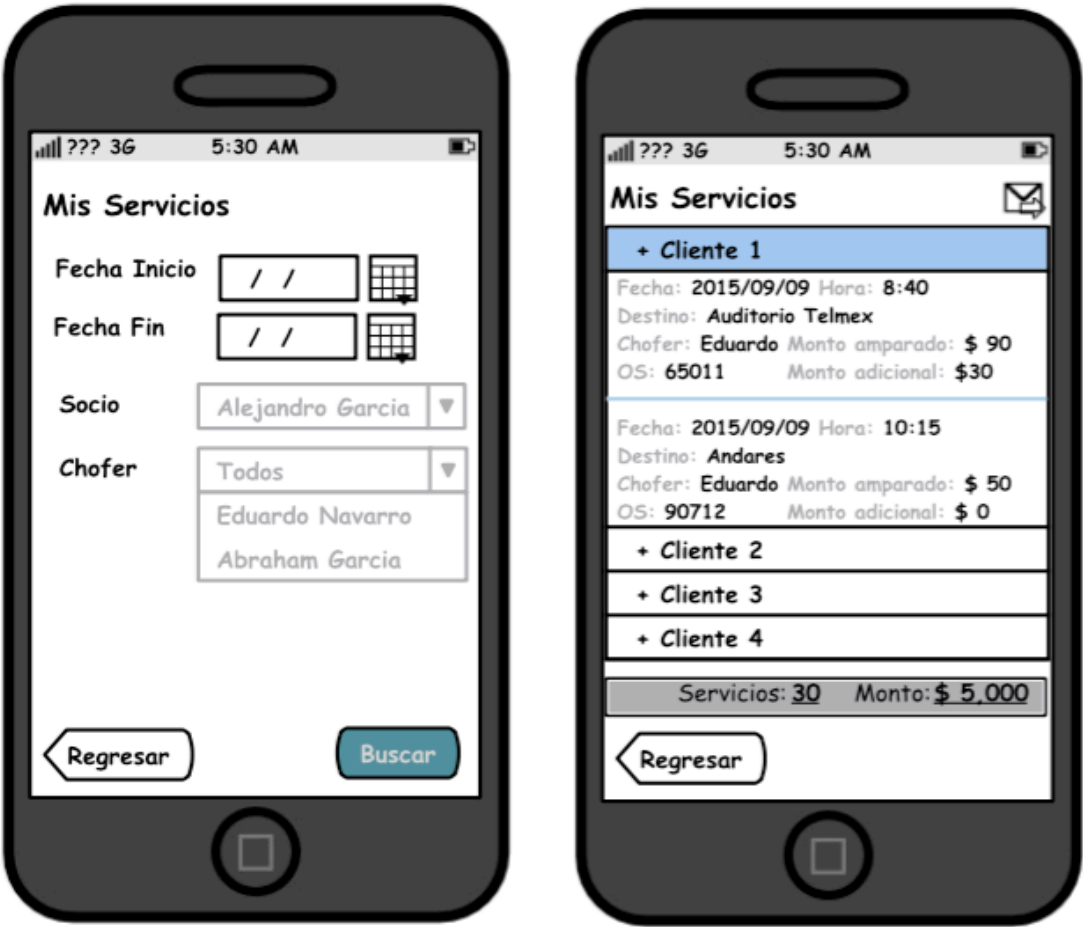 ??? 3G 5:30 AM
Mis Servicios
Fecha Inicio / /
Fecha Fin / /
Socio Alejandro Garcia
Chofer Todos
Eduardo Navarro
Abraham Garcia
Regresar Buscar
??? 3G 5:30 AM
Mis Servicios
+ Cliente 1
Fecha: 2015/09/09 Hora: 8:40
Destino: Auditorio Telmex
Chofer: Eduardo Monto amparado: $ 90
OS: 65011 Monto adicional: $30
Fecha: 2015/09/09 Hora: 10:15
Destino: Andares
Chofer: Eduardo Monto amparado: $ 50
OS: 90712 Monto adicional: $ 0
+ Cliente 2
+ Cliente 3
+ Cliente 4
Servicios: 30 Monto: $ 5,000
Regresar